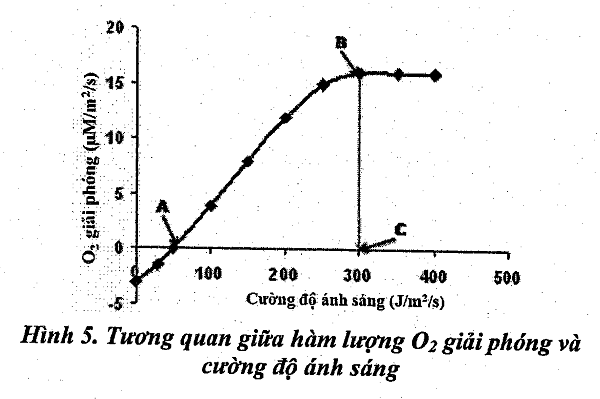 20
15
10
5
0
-5
O₂ giải phóng (µM/m²/s)
A
B
C
0
100
200
300
400
500
Cường độ ánh sáng (J/m²/s)
Hình 5. Tương quan giữa hàm lượng O₂ giải phóng và
cường độ ánh sáng